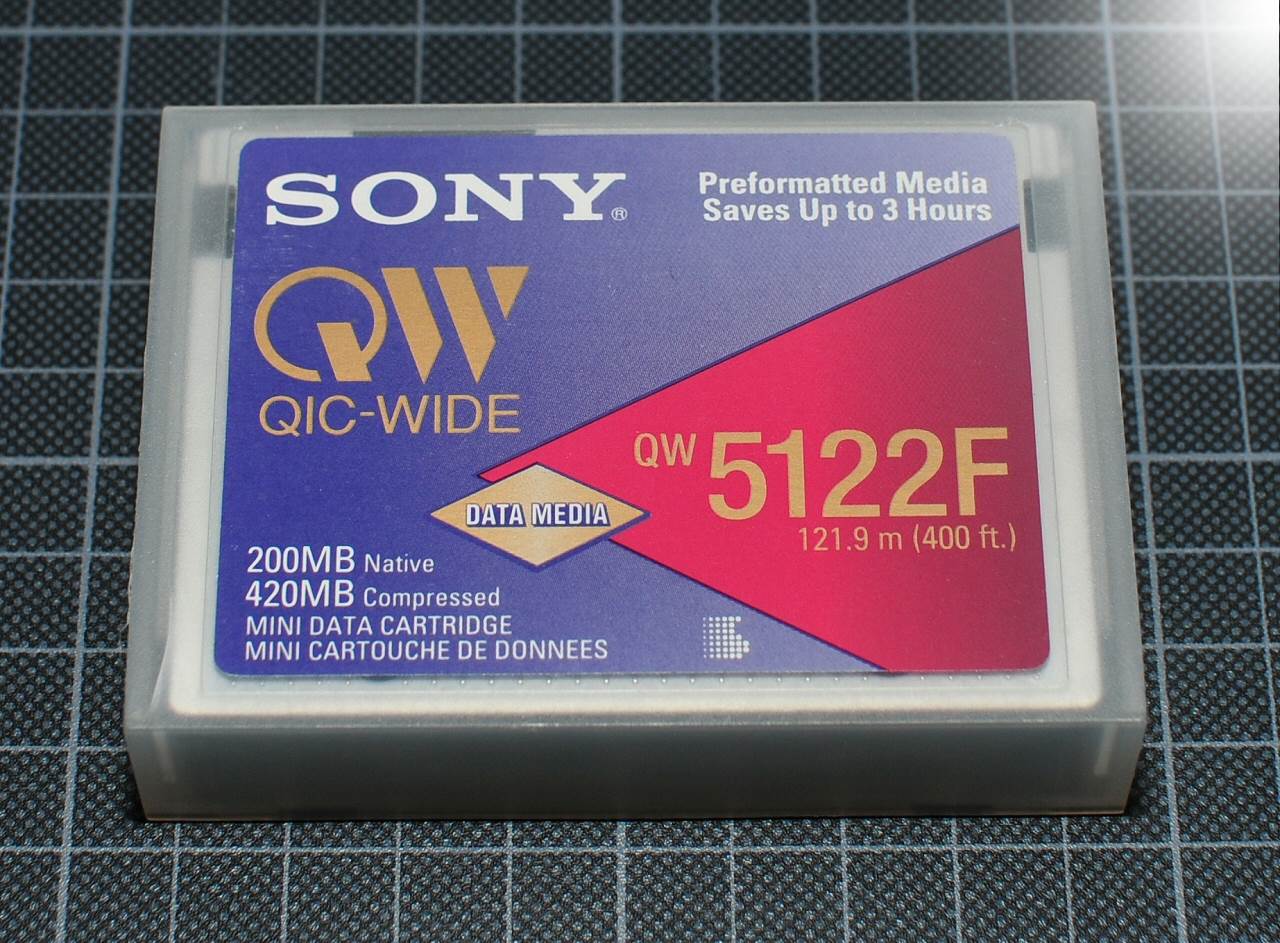 SONY®
Preformatted Media
Saves Up to 3 Hours
QW
QIC-WIDE
QW 5122F
121.9 m (400 ft.)
DATA MEDIA
200MB Native
420MB Compressed
MINI DATA CARTRIDGE
MINI CARTOUCHE DE DONNEES